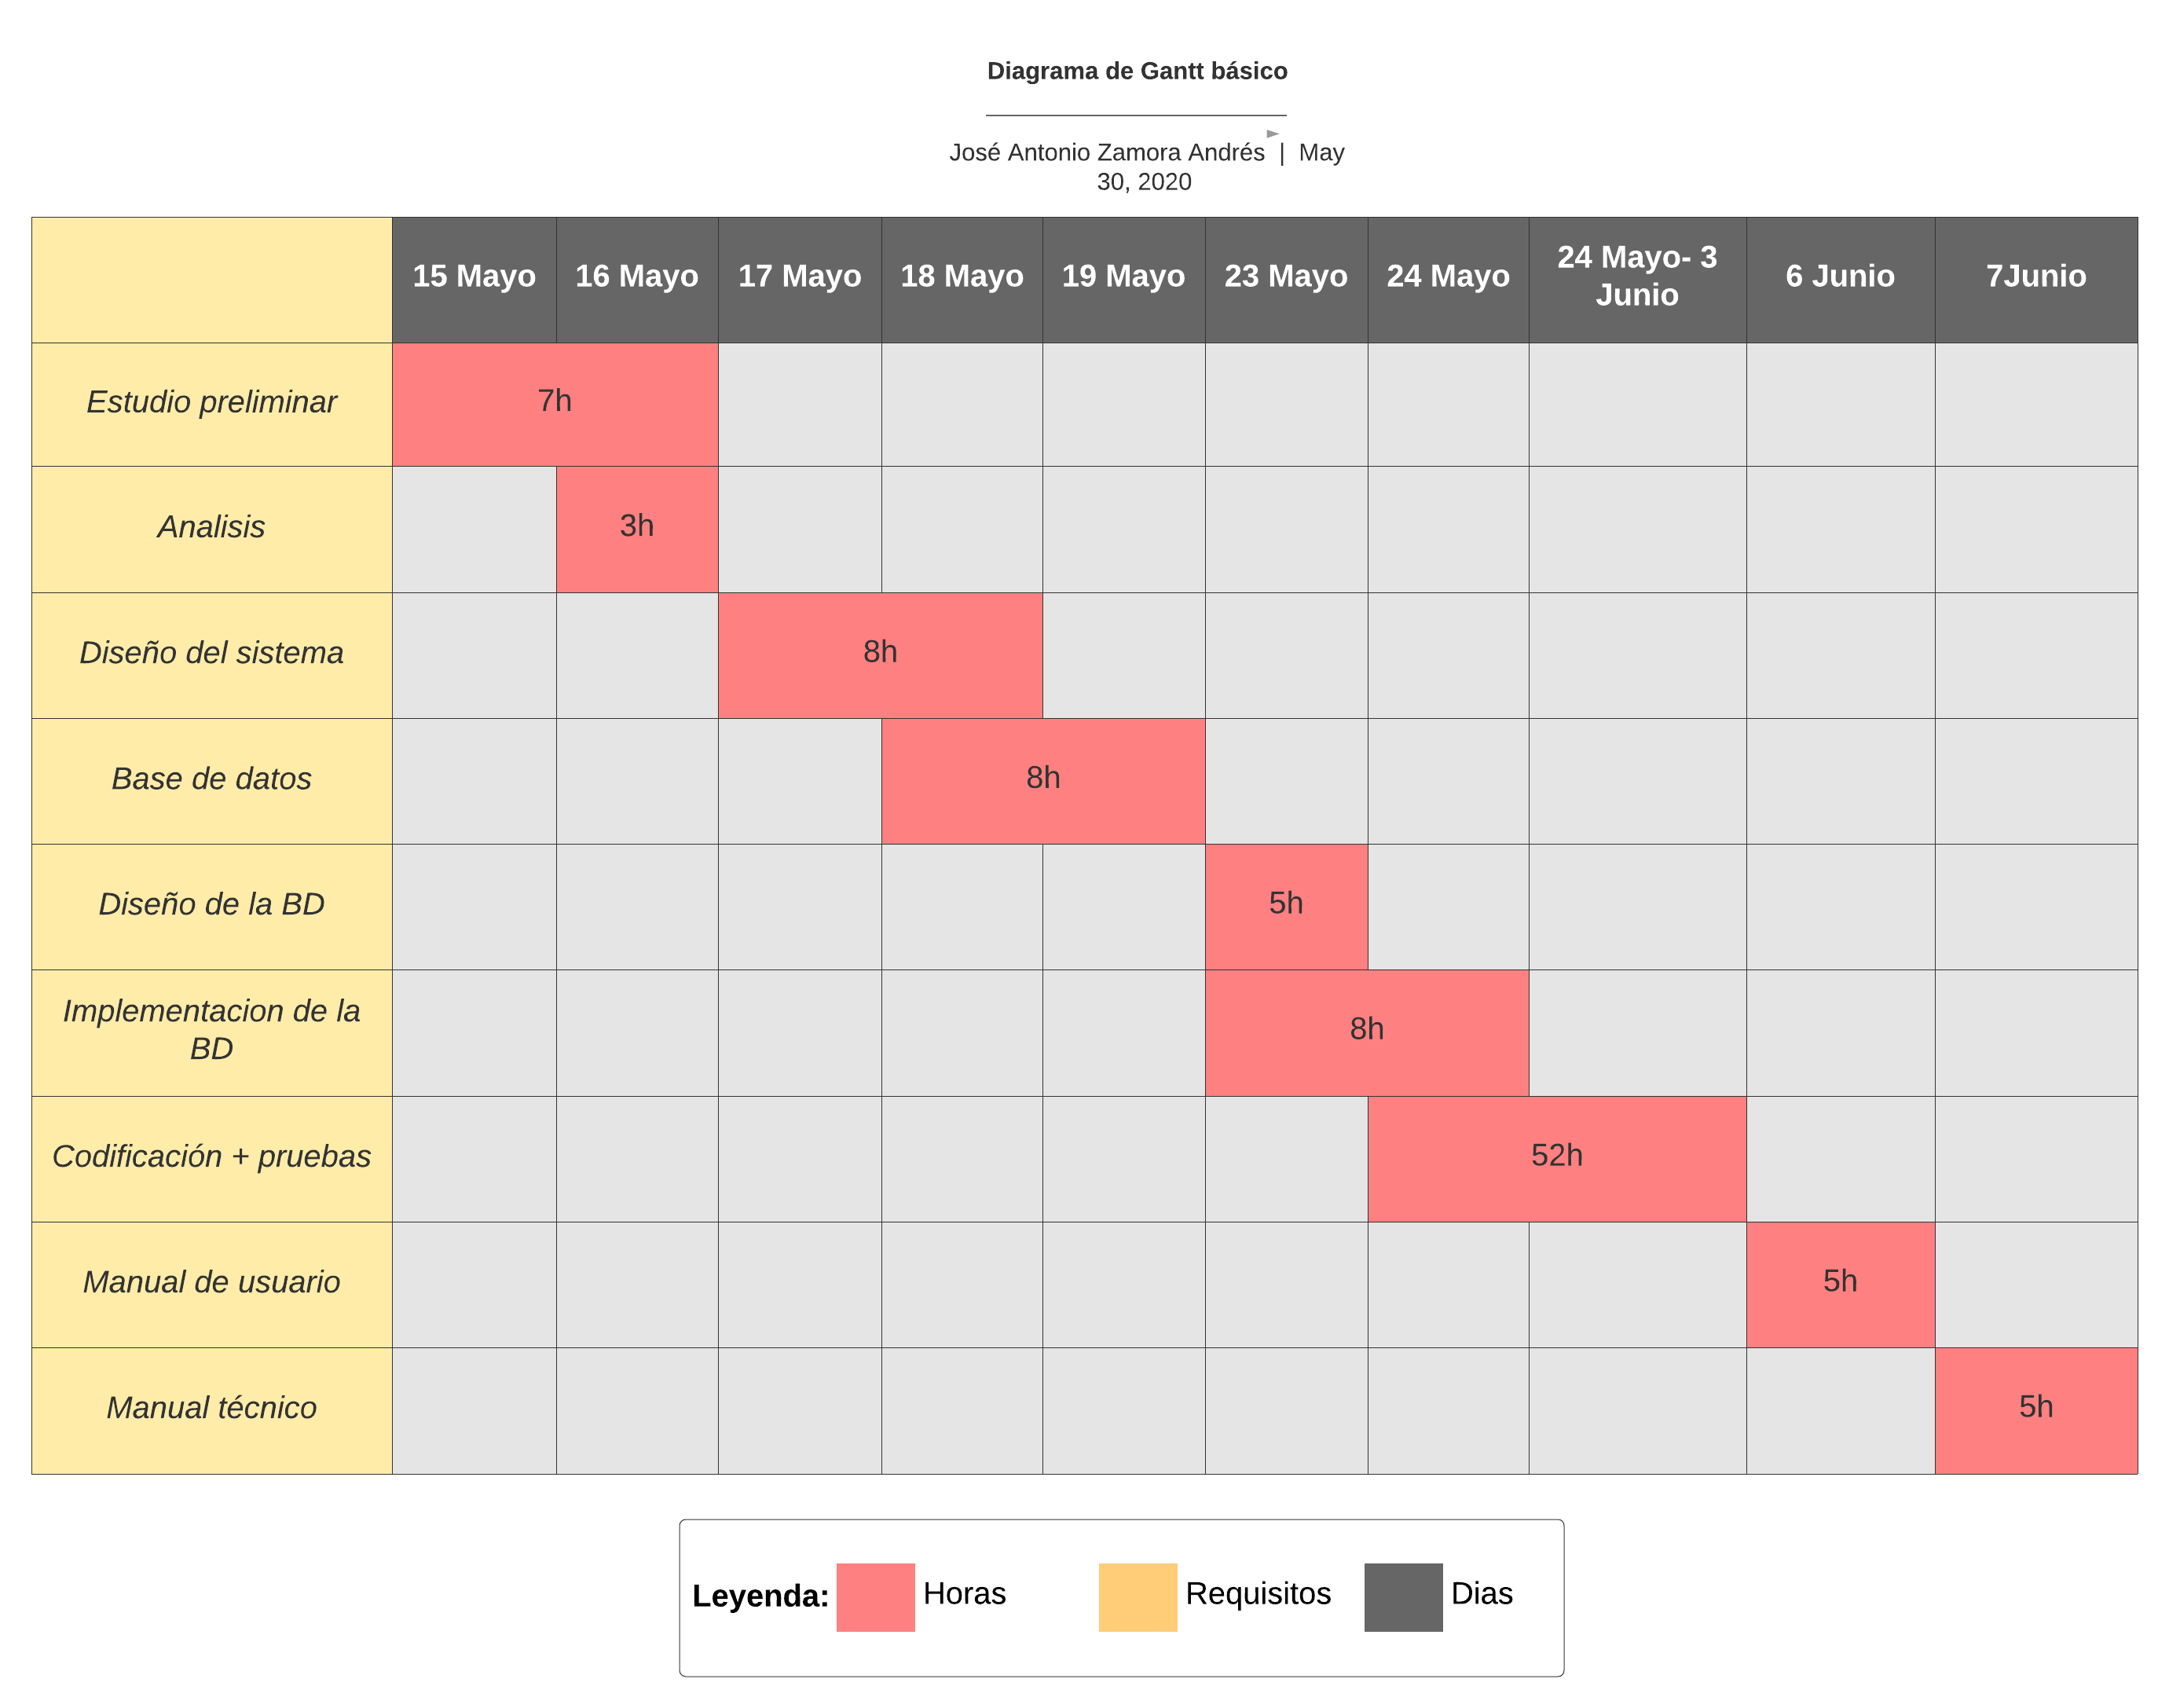 Diagrama de Gantt básico
José Antonio Zamora Andrés | May
30, 2020
15 Mayo
16 Mayo
17 Mayo
18 Mayo
19 Mayo
23 Mayo
24 Mayo
24 Mayo- 3
Junio
6 Junio
7Junio
Estudio preliminar
7h
Analisis
3h
Diseño del sistema
8h
Base de datos
8h
Diseño de la BD
5h
Implementacion de la
BD
8h
Codificación + pruebas
52h
Manual de usuario
5h
Manual técnico
5h
Leyenda:
Horas
Requisitos
Dias